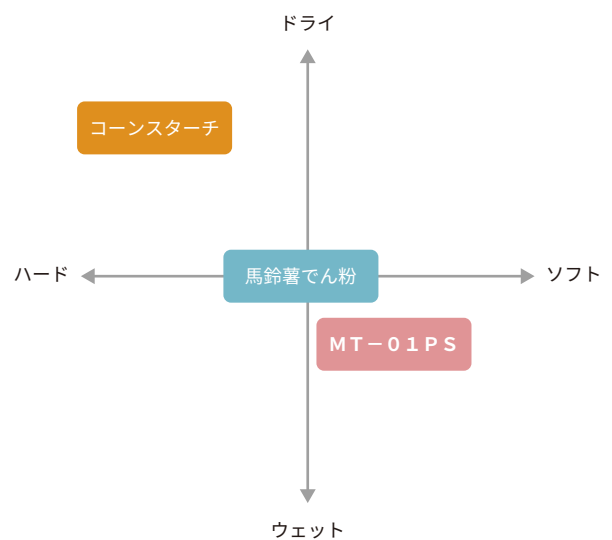 ドライ
コーンスターチ
ハード
馬鈴薯でん粉
ソフト
ＭＴ－０１ＰＳ
ウェット